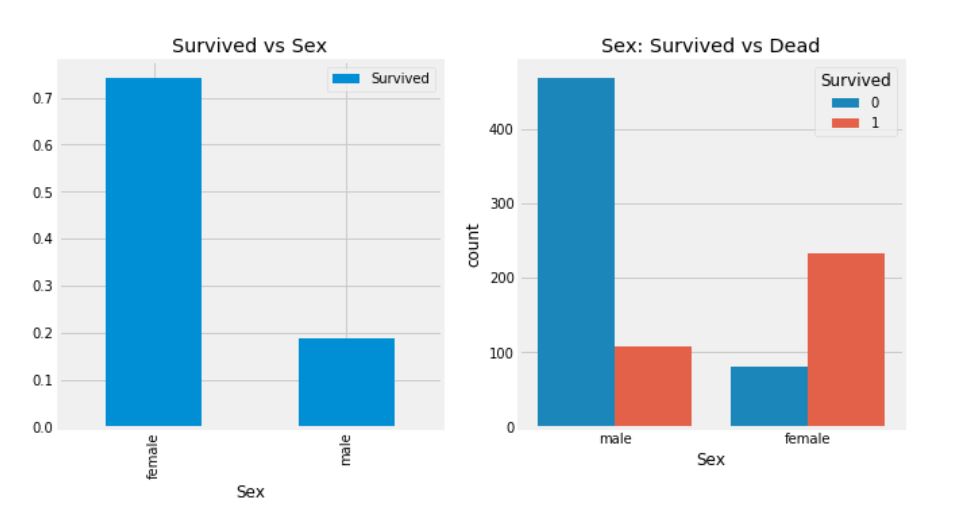 Survived vs Sex
Survived
0.7
0.6
0.5
0.4
0.3
0.2
0.1
0.0
female
male
Sex
Sex: Survived vs Dead
Survived
0
1
count
400
300
200
100
0
male
female
Sex